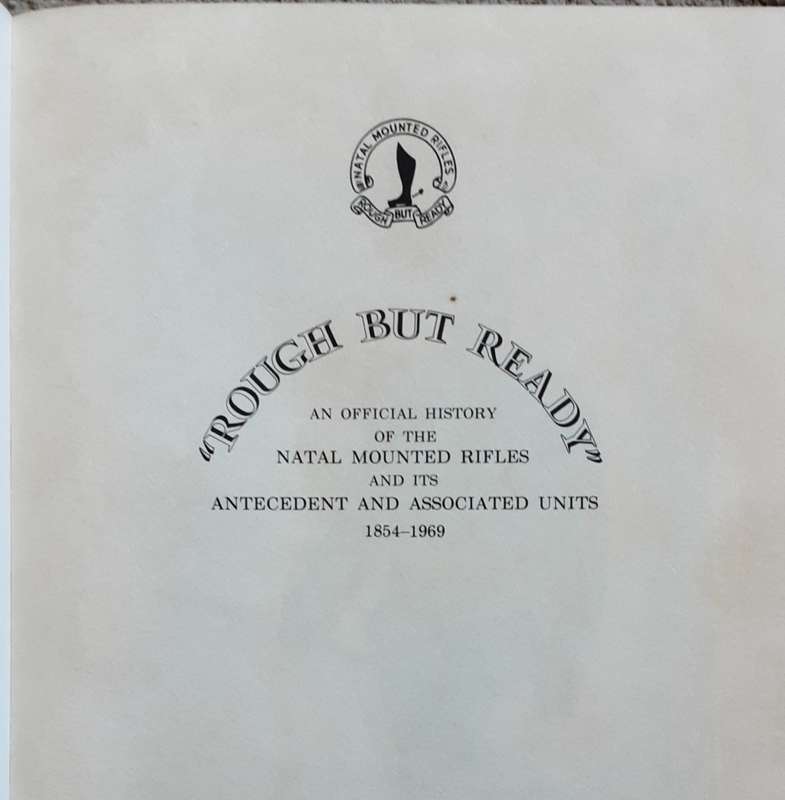 NATAL MOUNTED RIFLES
ROUGH BUT READY
"ROUGH BUT READY"
AN OFFICIAL HISTORY
OF THE
NATAL MOUNTED RIFLES
AND ITS
ANTECEDENT AND ASSOCIATED UNITS
1854–1969